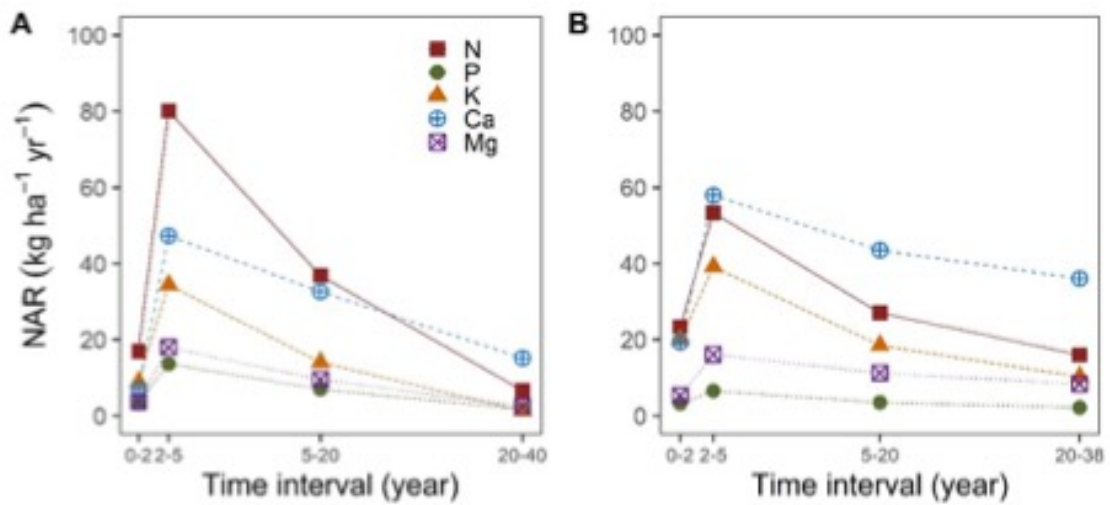 A
B
NAR (kg ha⁻¹ yr⁻¹)
100
80
60
40
20
0
N
P
K
Ca
Mg
0-2 2-5 5-20 20-40
Time interval (year)
100
80
60
40
20
0
0-2 2-5 5-20 20-38
Time interval (year)